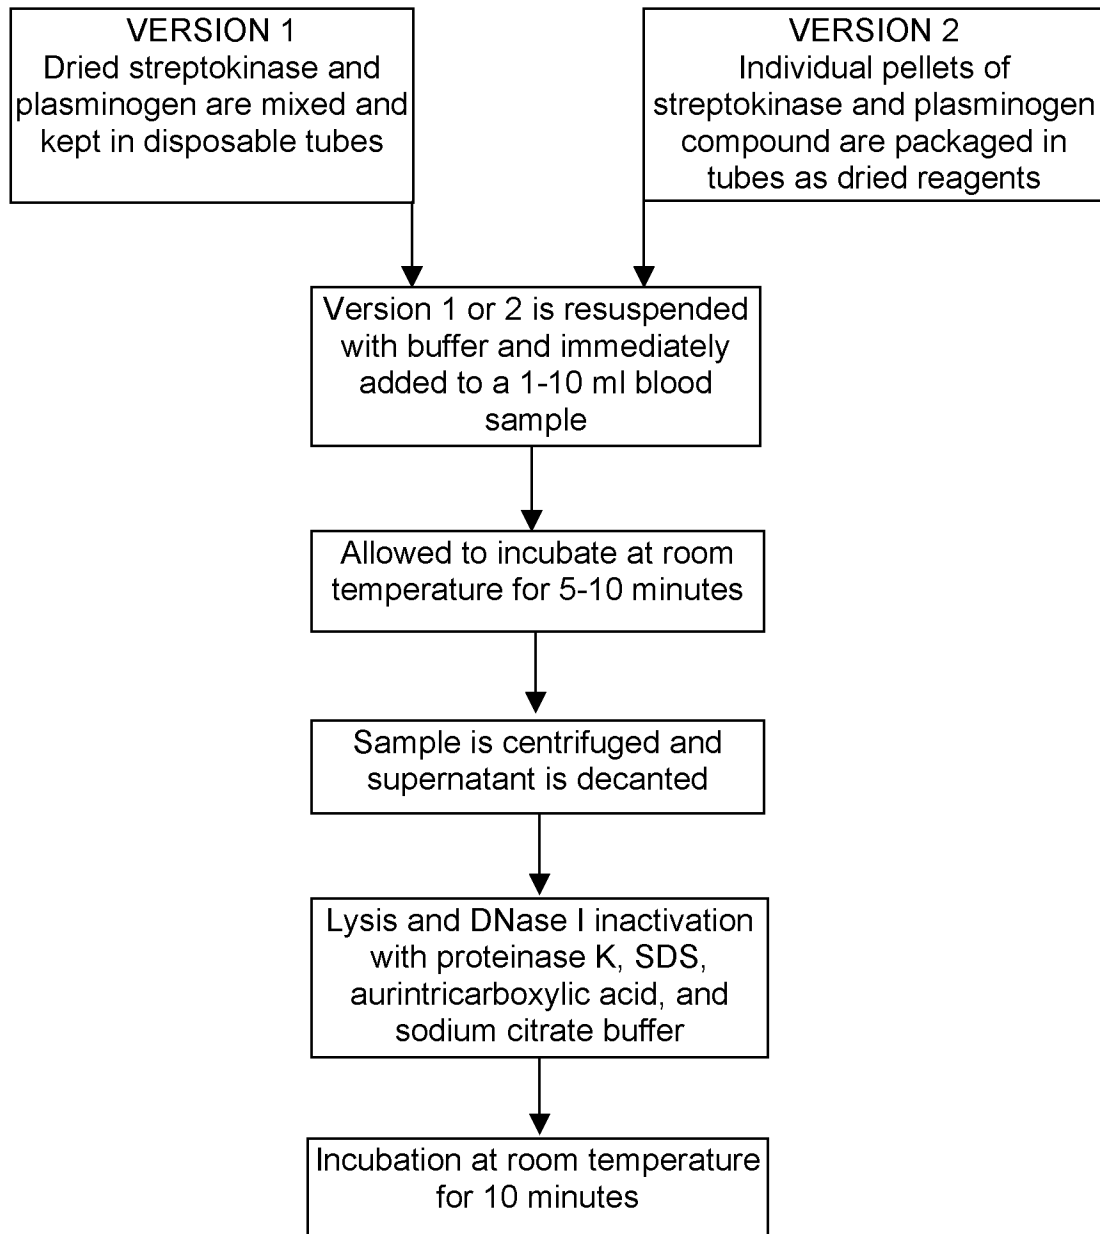 VERSION 1
Dried streptokinase and
plasminogen are mixed and
kept in disposable tubes
VERSION 2
Individual pellets of
streptokinase and plasminogen
compound are packaged in
tubes as dried reagents
Version 1 or 2 is resuspended
with buffer and immediately
added to a 1-10 ml blood
sample
Allowed to incubate at room
temperature for 5-10 minutes
Sample is centrifuged and
supernatant is decanted
Lysis and DNase I inactivation
with proteinase K, SDS,
aurintricarboxylic acid, and
sodium citrate buffer
Incubation at room temperature
for 10 minutes